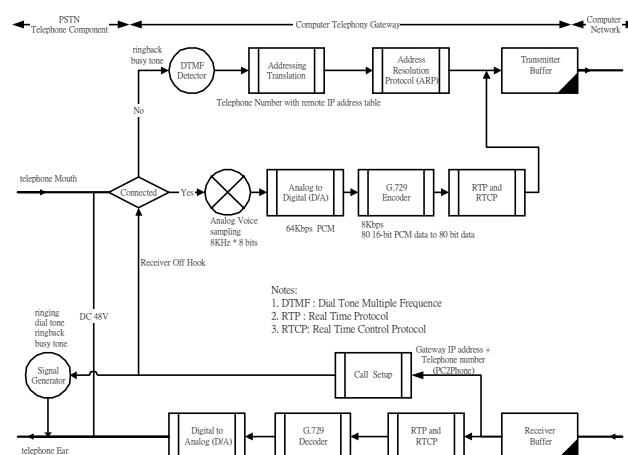 PSTN
Telephone Component
Computer Telephony Gateway
Computer
Network
ringback
busy tone
DTMF
Detector
Addressing
Translation
Address
Resolution
Protocol (ARP)
Transmitter
Buffer
No
Telephone Number with remote IP address table
telephone Mouth
Connected
Yes
Analog to
Digital (D/A)
G.729
Encoder
RTP and
RTCP
Analog Voice
sampling
8KHz * 8 bits
64Kbps PCM
8Kbps
80 16-bit PCM data to 80 bit data
Receiver Off Hook
Notes:
1. DTMF : Dial Tone Multiple Frequence
2. RTP : Real Time Protocol
3. RTCP: Real Time Control Protocol
ringing
dial tone
ringback
busy tone
DC 48V
Gateway IP address +
Telephone number
(PC2Phone)
Signal
Generator
Call Setup
Digital to
Analog (D/A)
G.729
Decoder
RTP and
RTCP
Receiver
Buffer
telephone Ear